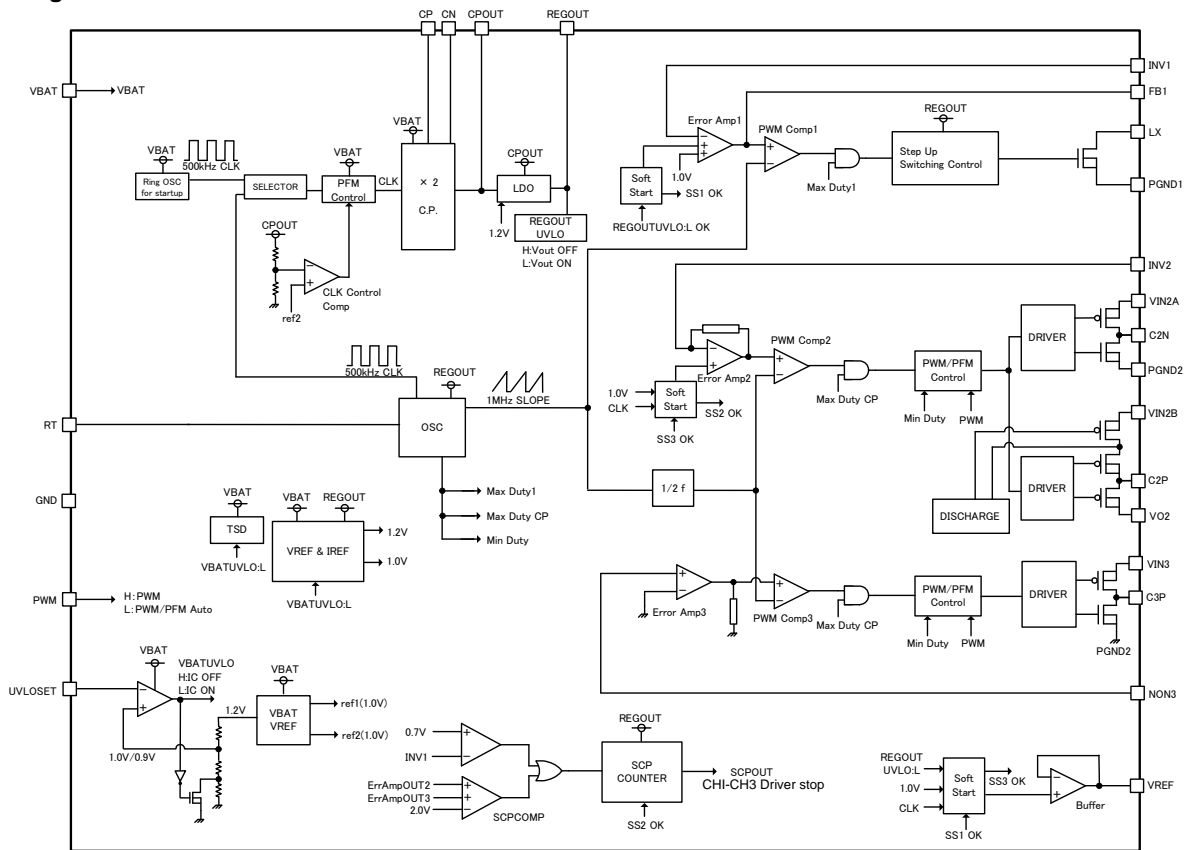 CP CN CPOUT REGOUT
VBAT
VBAT
VBAT
500kHz CLK
Ring OSC
for startup
SELECTOR
VBAT
PFM
Control
CLK
VBAT
× 2
C.P.
CPOUT
LDO
1.2V
REGOUT
UVLO
H:Vout OFF
L:Vout ON
CPOUT
ref2
CLK Control
Comp
INV1
FB1
LX
PGND1
Error Amp1
PWM Comp1
1.0V
Soft
Start
SS1 OK
REGOUTUVLO:L OK
Max Duty1
REGOUT
Step Up
Switching Control
INV2
VIN2A
C2N
PGND2
VIN2B
C2P
VO2
Error Amp2
PWM Comp2
1.0V
CLK
Soft
Start
SS2 OK
SS3 OK
Max Duty CP
PWM/PFM
Control
Min Duty
PWM
DRIVER
DRIVER
DISCHARGE
500kHz CLK
REGOUT
1MHz SLOPE
RT
OSC
Max Duty1
Max Duty CP
Min Duty
1/2 f
GND
VBAT
TSD
VBATUVLO:L
VBAT
REGOUT
VREF & IREF
1.2V
1.0V
VBATUVLO:L
PWM
H:PWM
L:PWM/PFM Auto
Error Amp3
PWM Comp3
Max Duty CP
PWM/PFM
Control
Min Duty
PWM
DRIVER
VIN3
C3P
PGND2
NON3
UVLOSET
VBAT
VBATUVLO
H:IC OFF
L:IC ON
1.0V/0.9V
1.2V
VBAT
VBAT
VREF
ref1(1.0V)
ref2(1.0V)
0.7V
INV1
ErrAmpOUT2
ErrAmpOUT3
2.0V
SCPCOMP
REGOUT
SCP
COUNTER
SS2 OK
SCPOUT
CHI-CH3 Driver stop
REGOUT
UVLO:L
1.0V
CLK
Soft
Start
SS3 OK
SS1 OK
Buffer
VREF